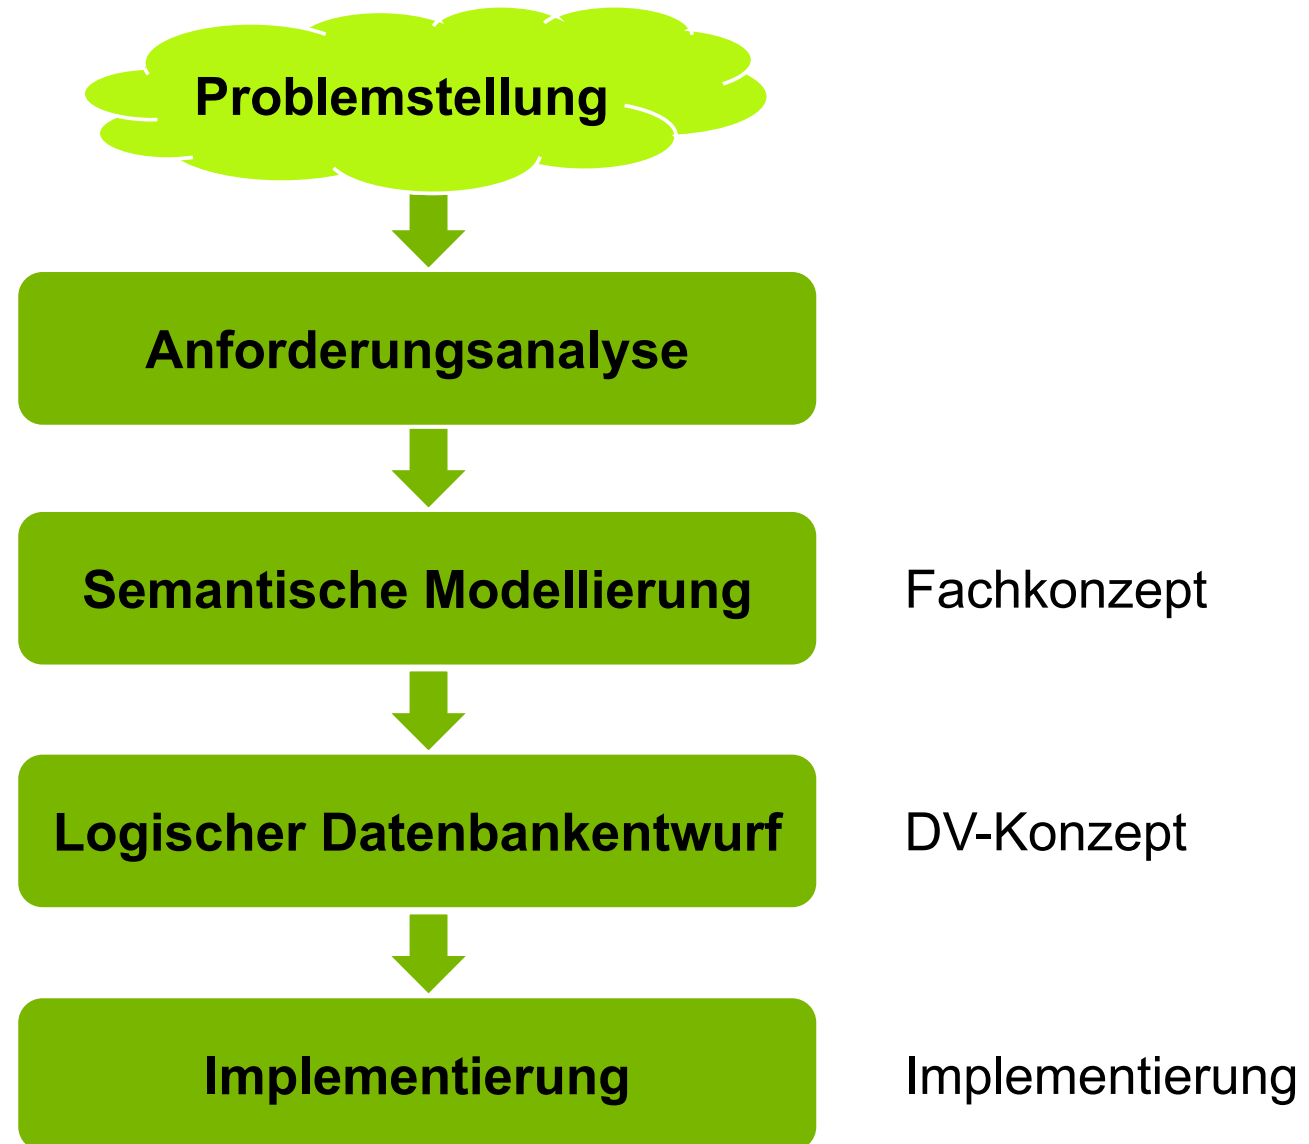 Problemstellung
Anforderungsanalyse
Semantische Modellierung
Fachkonzept
Logischer Datenbankentwurf
DV-Konzept
Implementierung
Implementierung